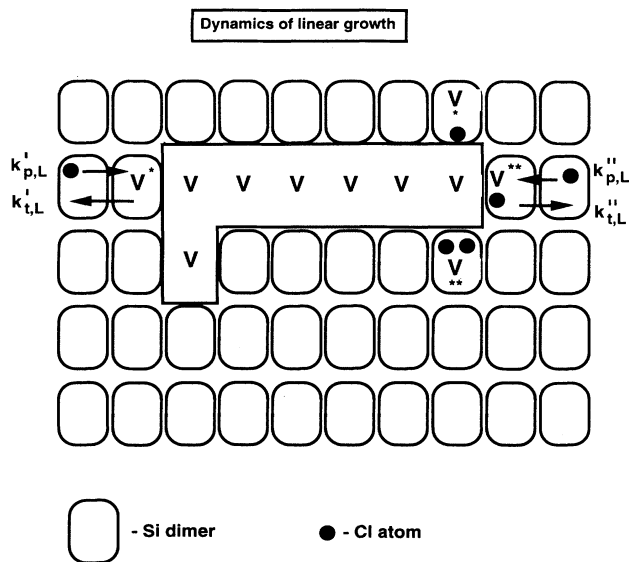 Dynamics of linear growth
V
*
k'p,L
V*
V V V V V V
V**
k''p,L
k't,L
k''t,L
V
V
**
- Si dimer
- Cl atom